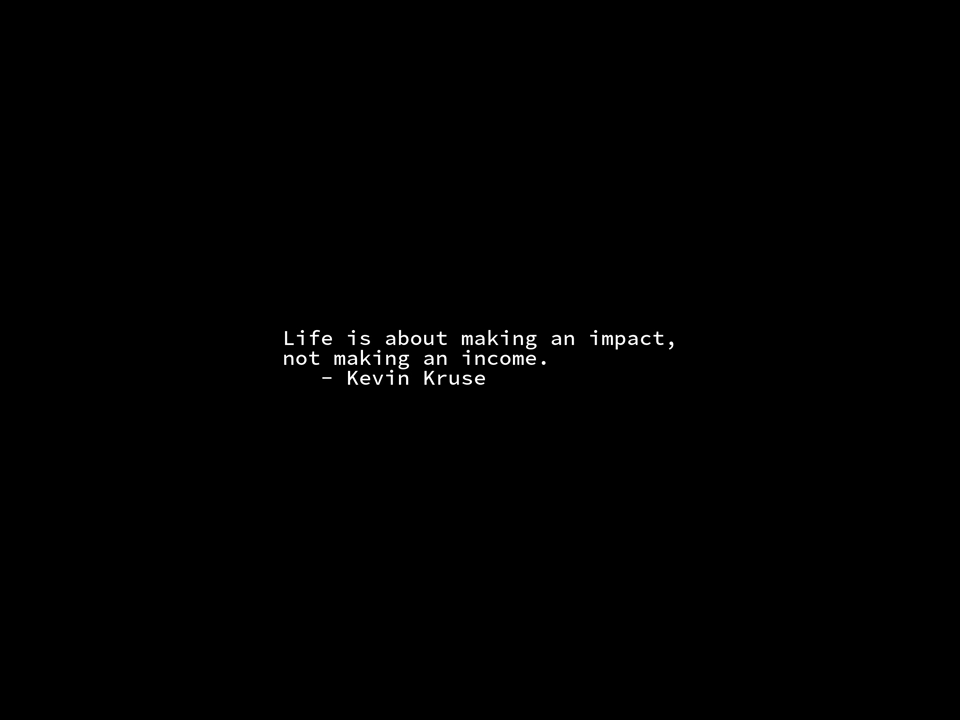 Life is about making an impact,
not making an income.
   – Kevin Kruse